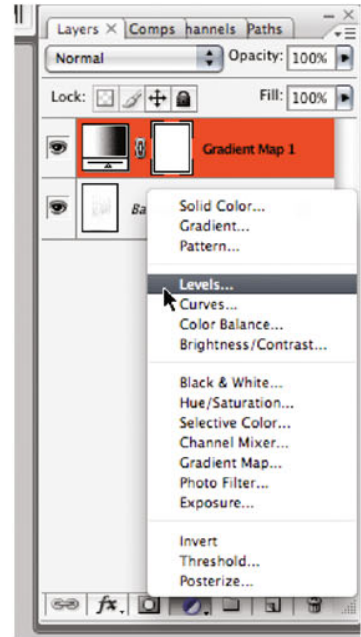 Layers × Comps hannels Paths
Normal Opacity: 100%
Lock: Fill: 100%
Gradient Map 1
Ba
Solid Color...
Gradient...
Pattern...
Levels...
Curves...
Color Balance...
Brightness/Contrast...
Black & White...
Hue/Saturation...
Selective Color...
Channel Mixer...
Gradient Map...
Photo Filter...
Exposure...
Invert
Threshold...
Posterize...
fx.